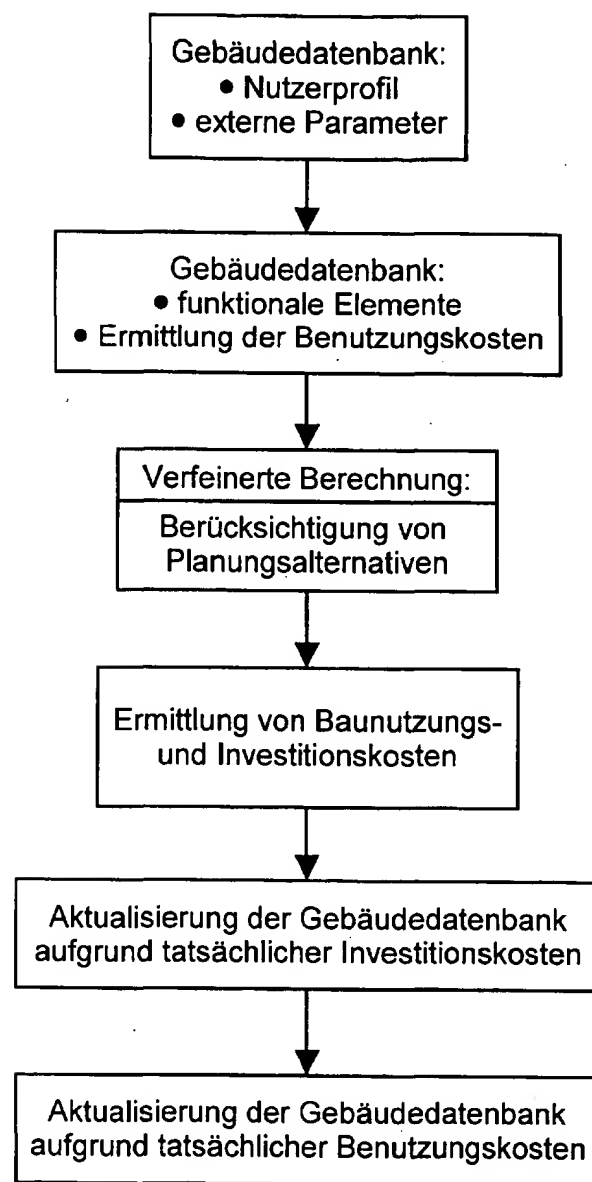 Gebäudedatenbank:
• Nutzerprofil
• externe Parameter
Gebäudedatenbank:
• funktionale Elemente
• Ermittlung der Benutzungskosten
Verfeinerte Berechnung:
Berücksichtigung von
Planungsalternativen
Ermittlung von Baunutzungs-
und Investitionskosten
Aktualisierung der Gebäudedatenbank
aufgrund tatsächlicher Investitionskosten
Aktualisierung der Gebäudedatenbank
aufgrund tatsächlicher Benutzungskosten